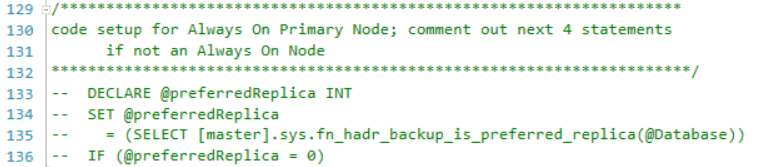 129 /********************************************************************
130 code setup for Always On Primary Node; comment out next 4 statements
131       if not an Always On Node
132 **********************************************************************/
133 --  DECLARE @preferredReplica INT
134 --  SET @preferredReplica
135 --    = (SELECT [master].sys.fn_hadr_backup_is_preferred_replica(@Database))
136 --  IF (@preferredReplica = 0)